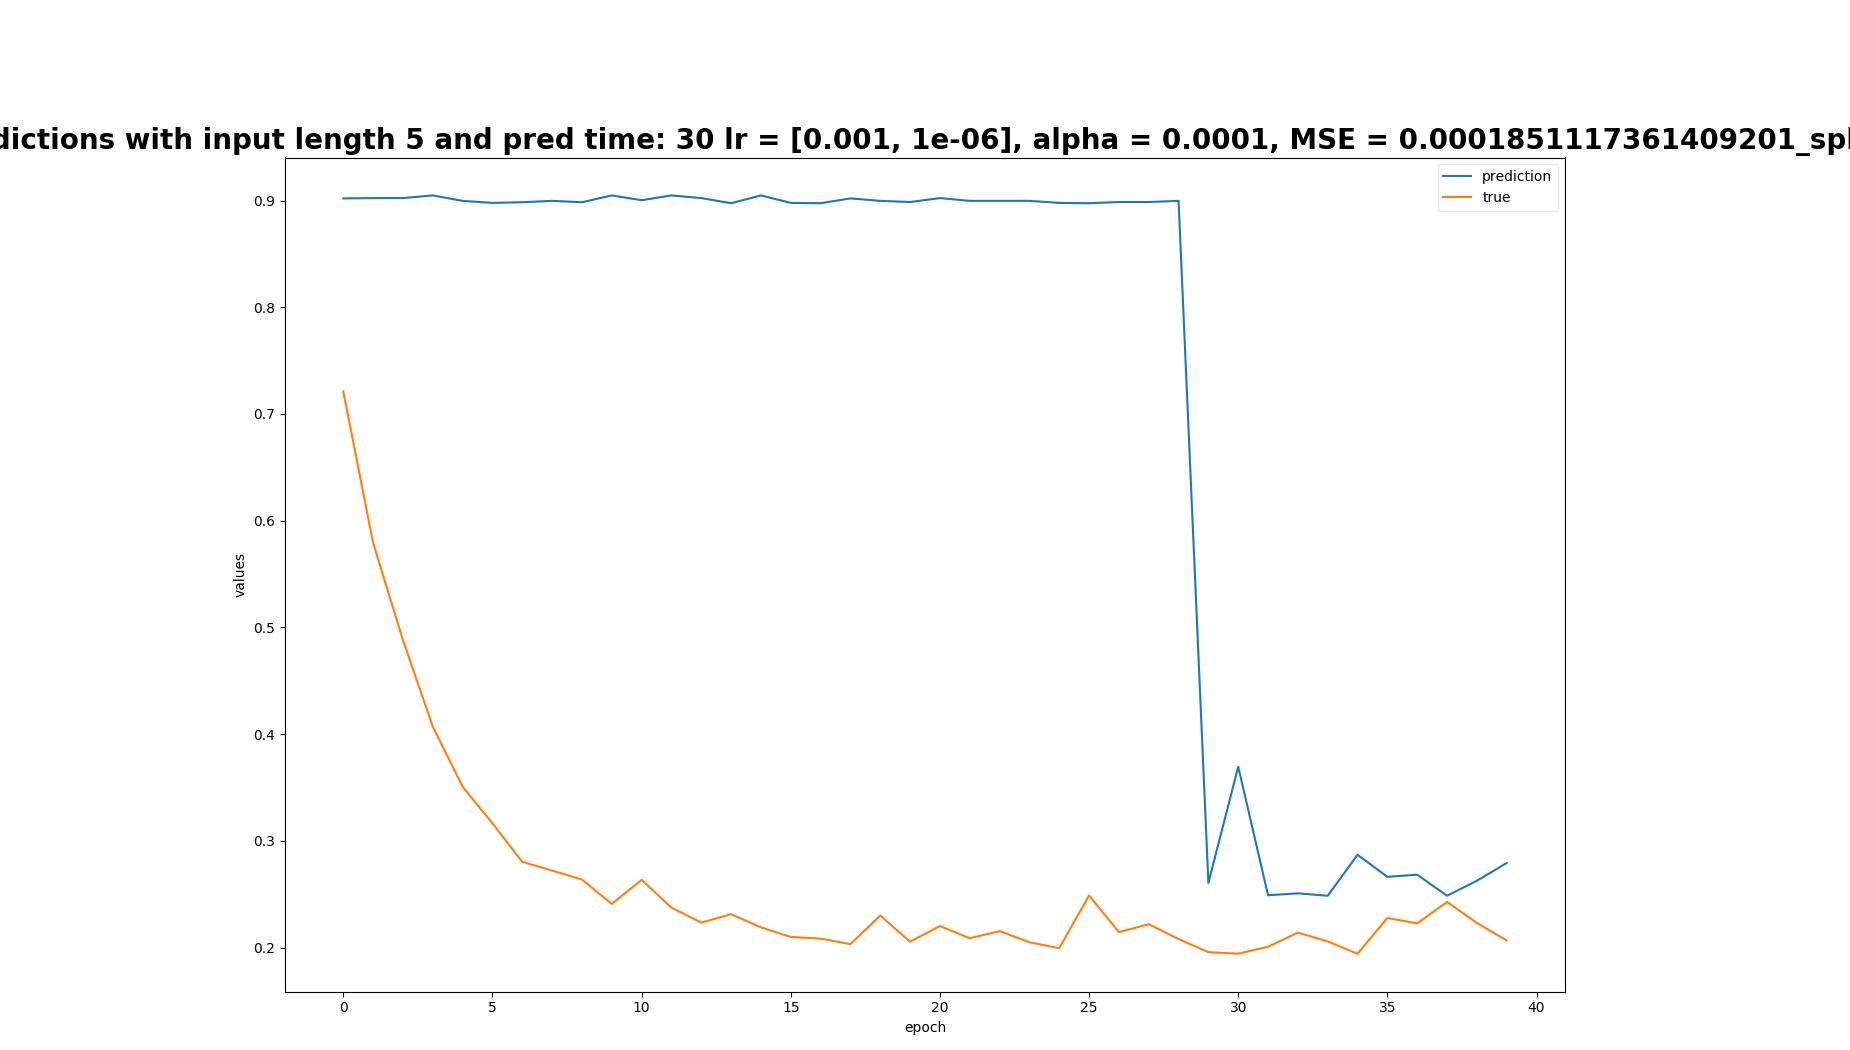 dictions with input length 5 and pred time: 30 lr = [0.001, 1e-06], alpha = 0.0001, MSE = 0.0001851117361409201_spl
prediction
true
0.9
0.8
0.7
0.6
0.5
0.4
0.3
0.2
values
0 5 10 15 20 25 30 35 40
epoch